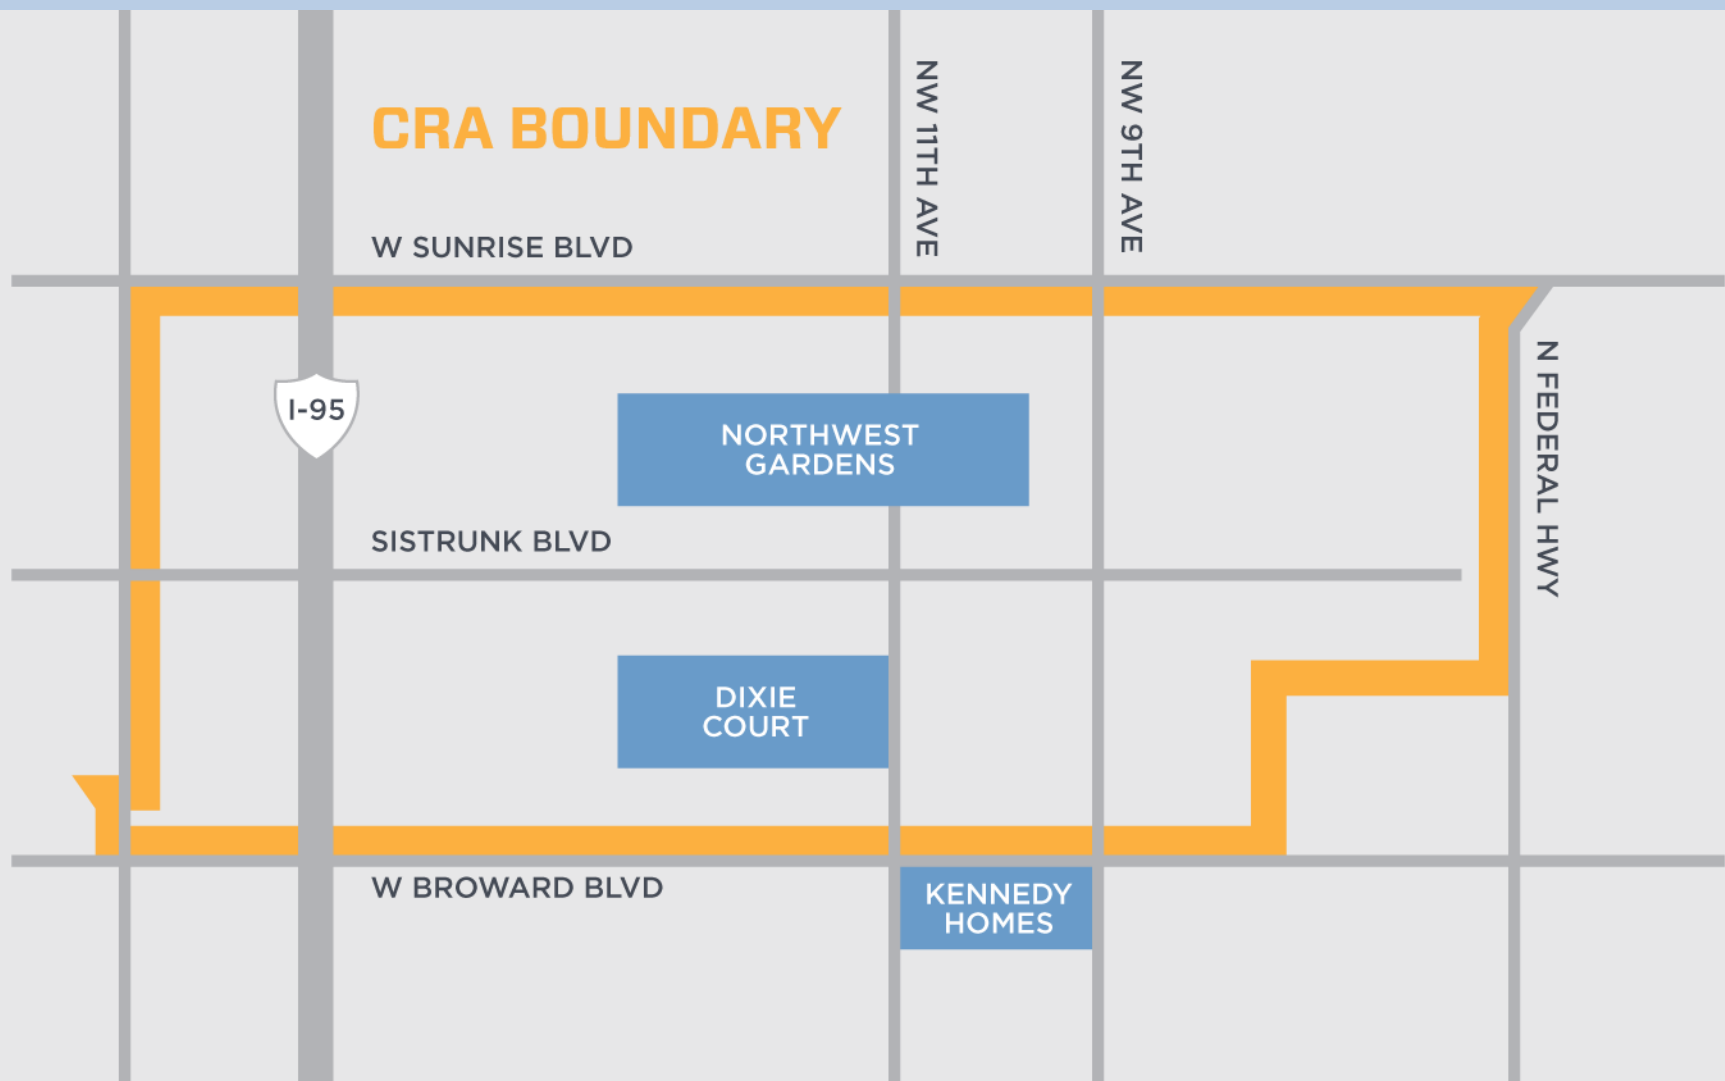 CRA BOUNDARY
NW 11TH AVE
NW 9TH AVE
W SUNRISE BLVD
N FEDERAL HWY
I-95
NORTHWEST
GARDENS
SISTRUNK BLVD
DIXIE
COURT
W BROWARD BLVD
KENNEDY
HOMES